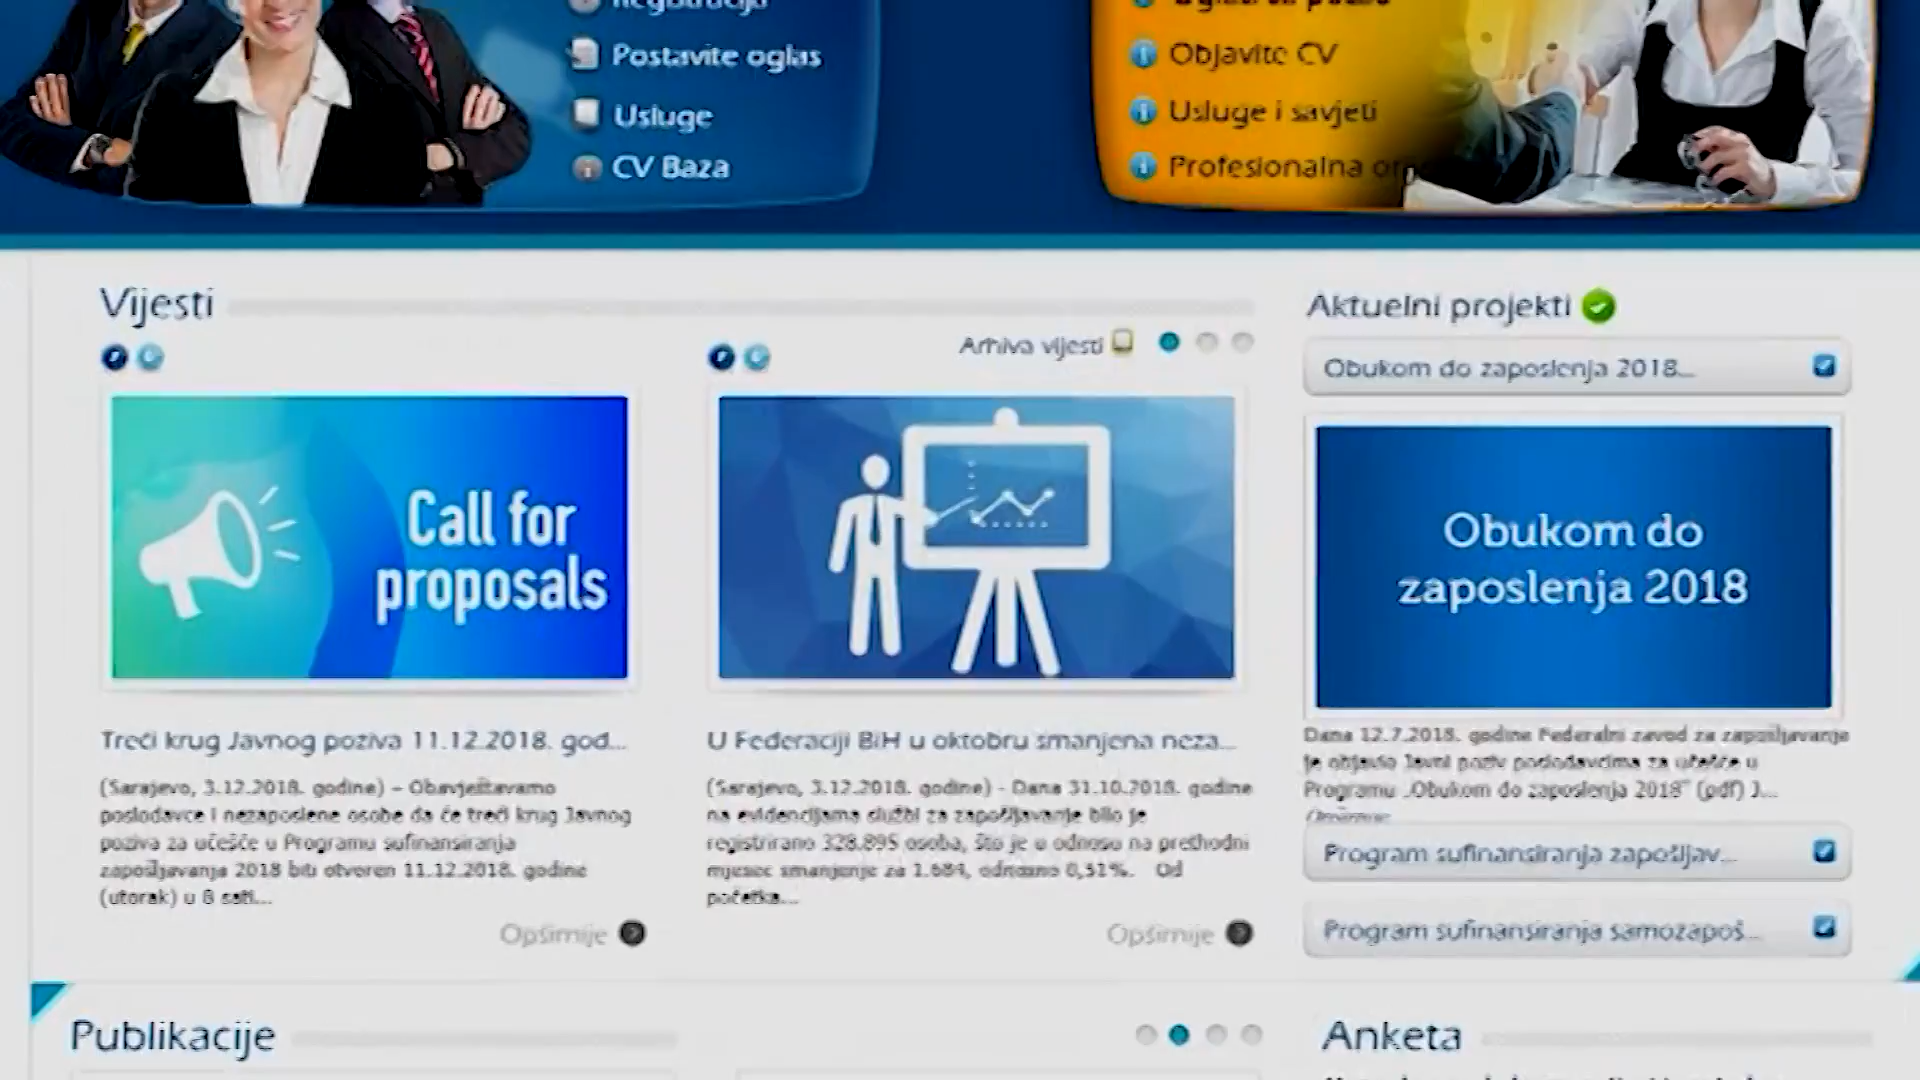 Registracija
Postavite oglas
Usluge
CV Baza
Objavite CV
Usluge i savjeti
Profesionalna
Vijesti
Arhiva vijesti
Call for
proposals
Treći krug Javnog poziva 11.12.2018. god...
(Sarajevo, 3.12.2018. godine) – Obavještavamo
poslodavce i nezaposlene osobe da će treći krug Javnog
poziva za učešće u Programu sufinansiranja
zapošljavanja 2018 biti otvoren 11.12.2018. godine
(utorak) u 8 sati...
Opširnije
U Federaciji BiH u oktobru smanjena neza...
(Sarajevo, 3.12.2018. godine) - Dana 31.10.2018. godine
na evidencijama službi za zapošljavanje bilo je
registrirano 328.895 osoba, što je u odnosu na prethodni
mjesec smanjenje za 1.684, odnosno 0,51%. Od
početka...
Opširnije
Aktuelni projekti
Obukom do zaposlenja 2018...
Obukom do
zaposlenja 2018
Dana 12.7.2018. godine Federalni zavod za zapošljavanje
je objavio Javni poziv poslodavcima za učešće u
Programu „Obukom do zaposlenja 2018“ (pdf) J...
Opširnije
Program sufinansiranja zapošljav...
Program sufinansiranja samozapoš...
Publikacije
Anketa